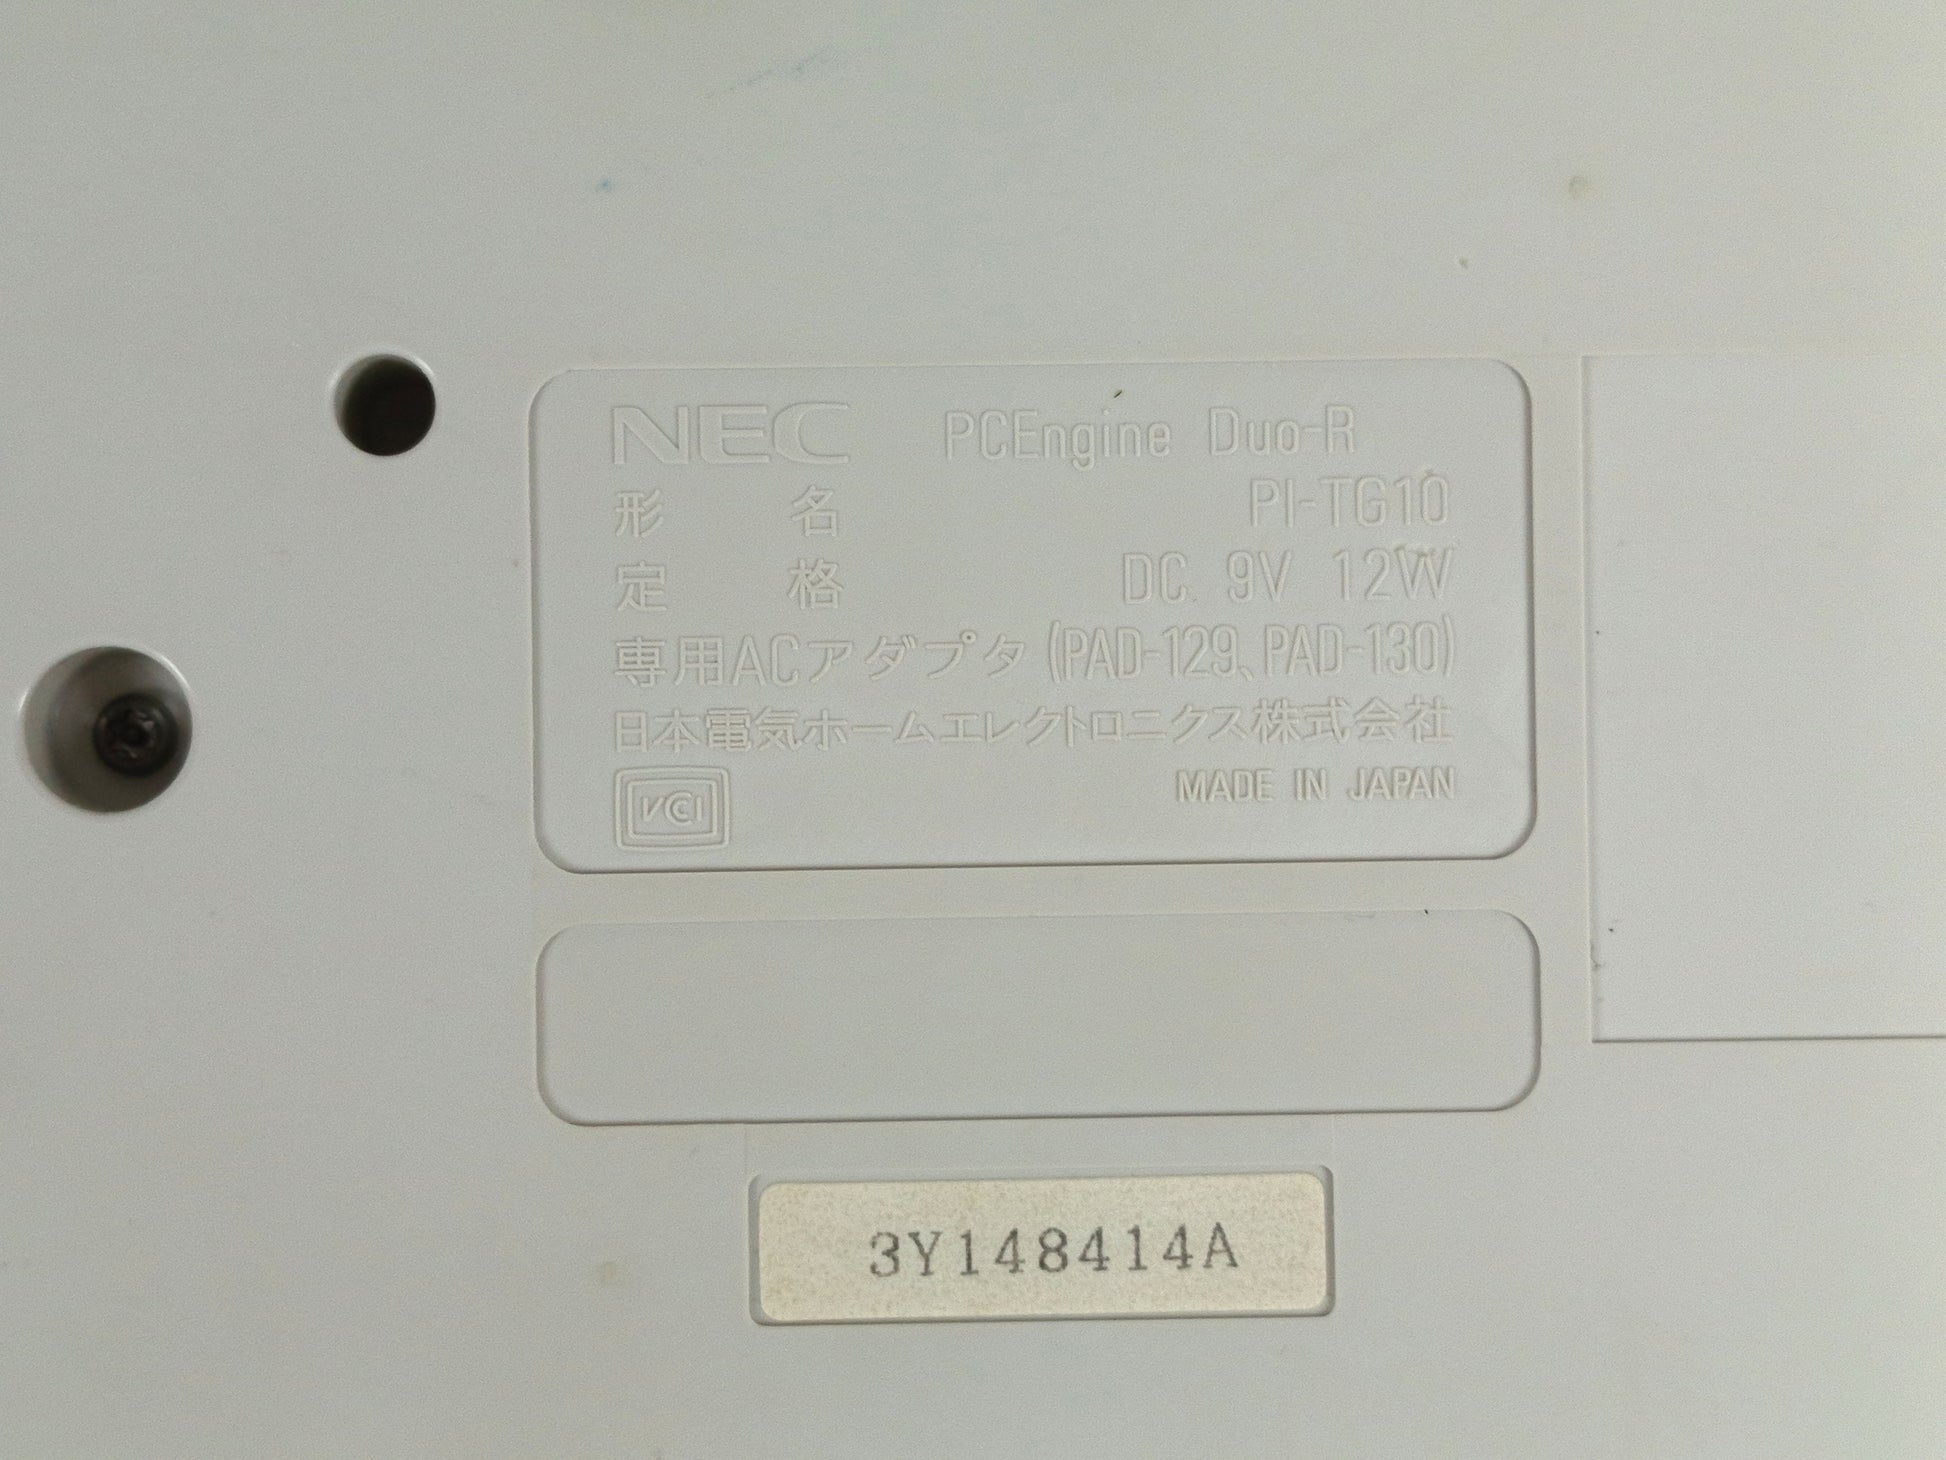 NEC PCEngine Duo-R
形名 PI-TG10
定格 DC 9V 12W
専用ACアダプタ(PAD-129、PAD-130)
日本電気ホームエレクトロニクス株式会社
VCCI MADE IN JAPAN
3Y148414A